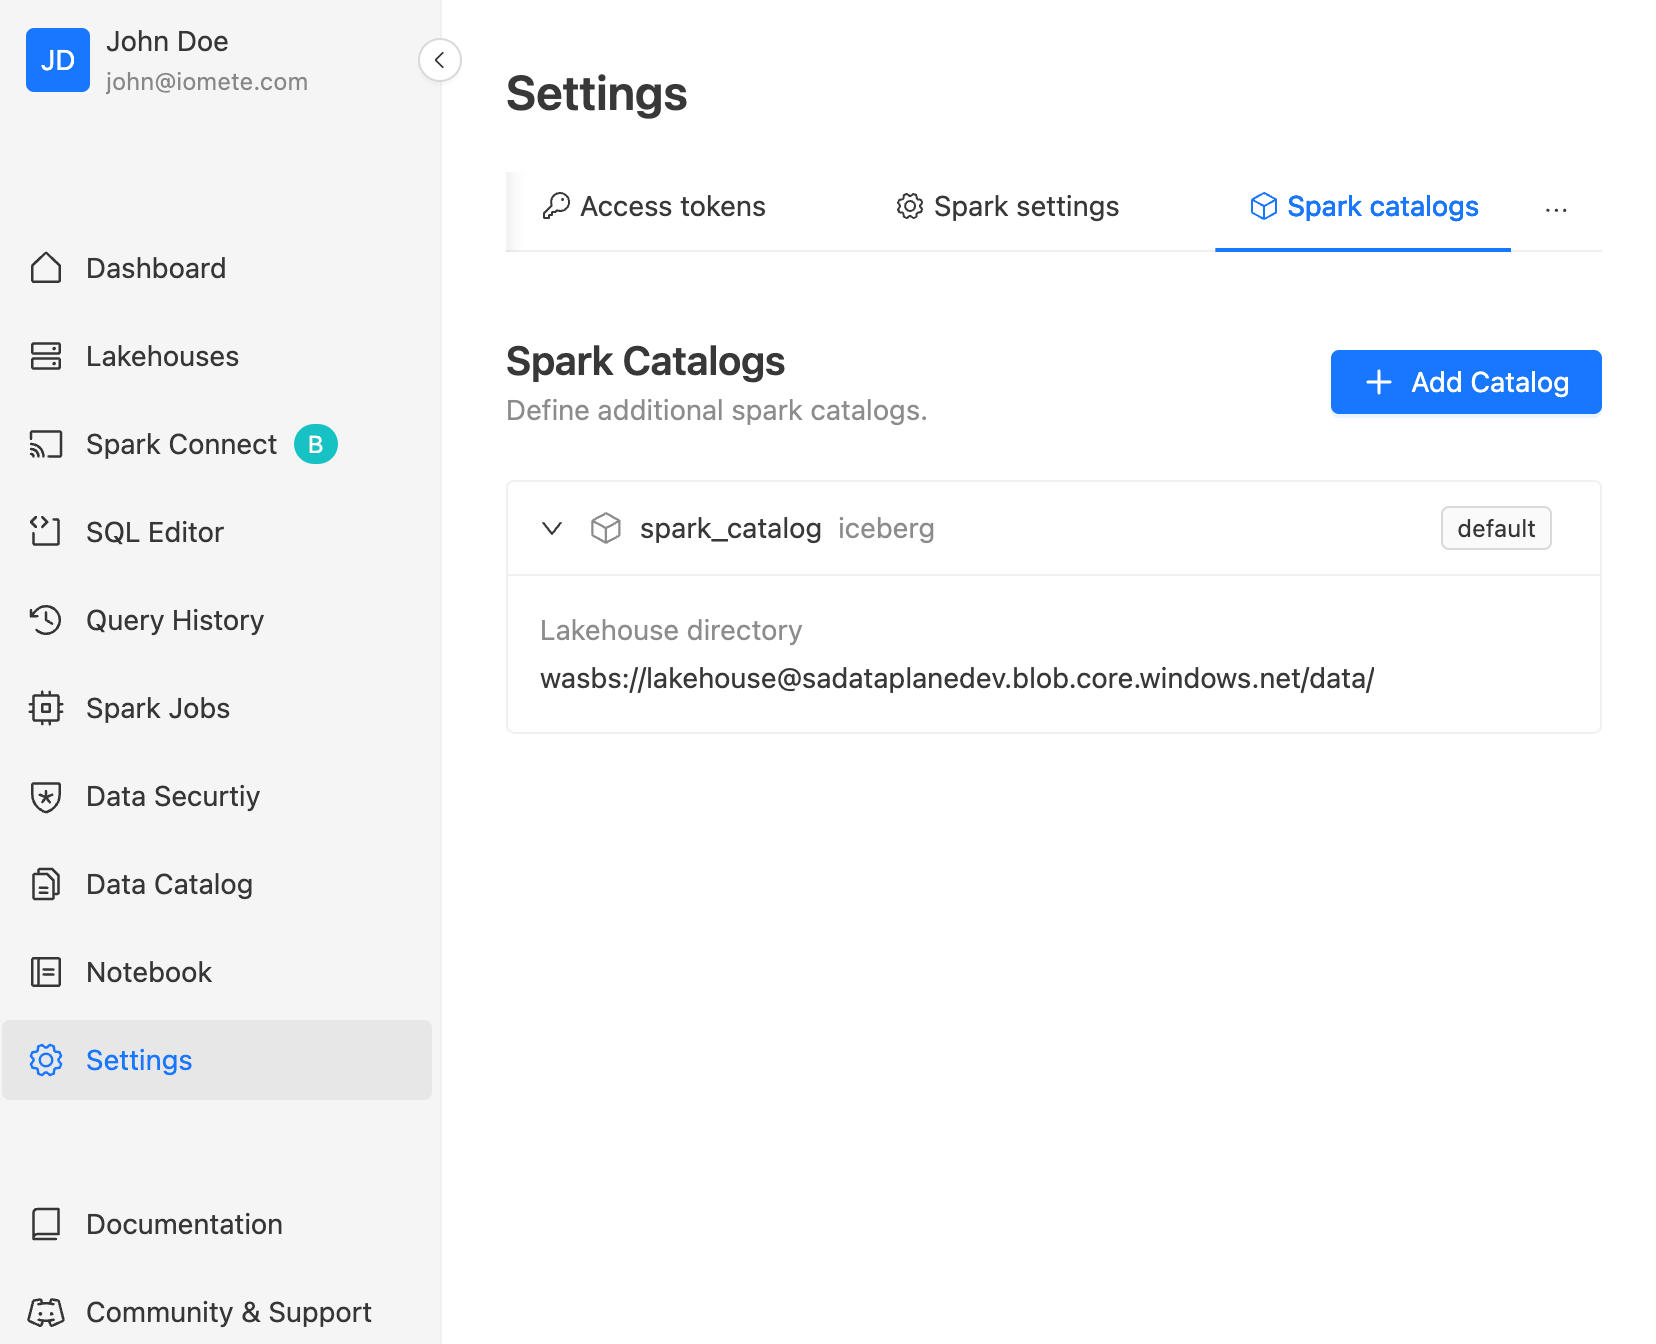 JD
John Doe
john@iomete.com
Dashboard
Lakehouses
Spark Connect B
SQL Editor
Query History
Spark Jobs
Data Securtiy
Data Catalog
Notebook
Settings
Documentation
Community & Support
Settings
Access tokens Spark settings Spark catalogs ...
Spark Catalogs
Define additional spark catalogs.
Add Catalog
spark_catalog iceberg default
Lakehouse directory
wasbs://lakehouse@sadataplanedev.blob.core.windows.net/data/